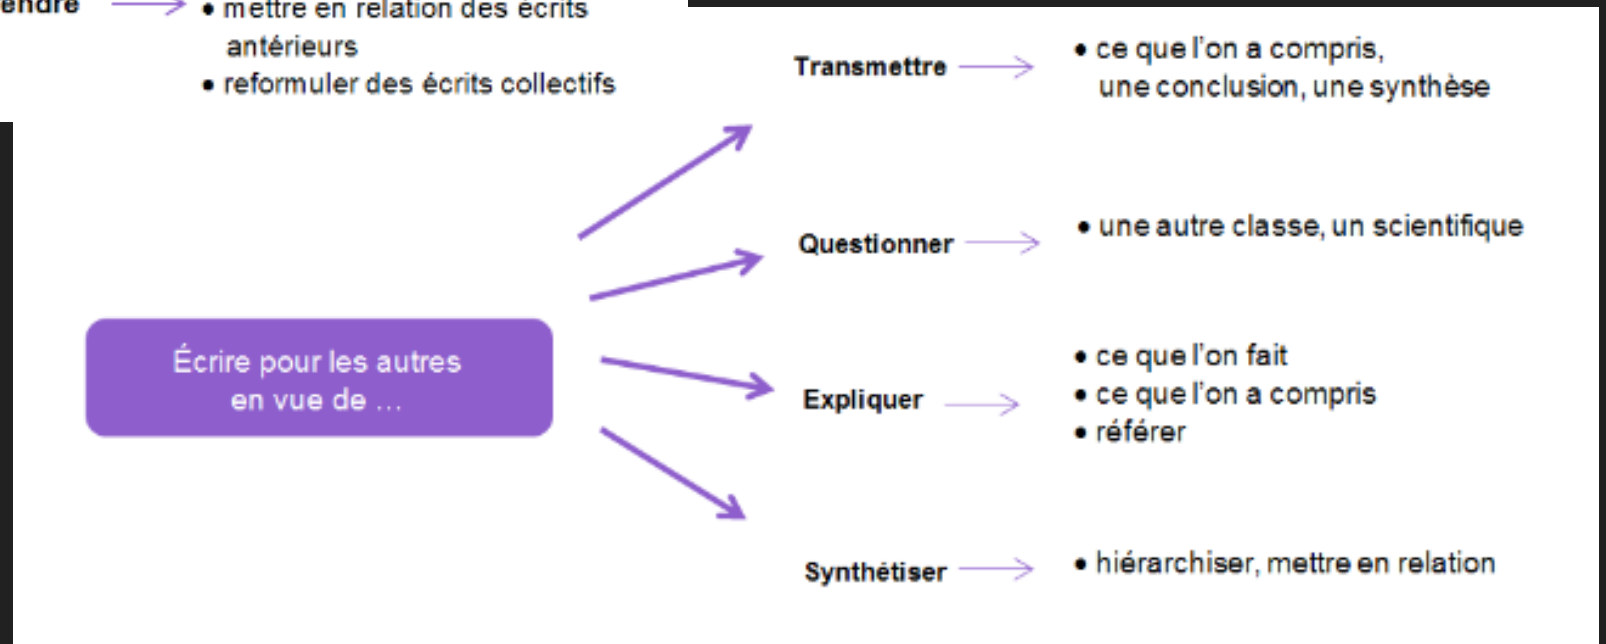 • mettre en relation des écrits
antérieurs
• reformuler des écrits collectifs
Écrire pour les autres
en vue de ...
Transmettre
• ce que l'on a compris,
une conclusion, une synthèse
Questionner
• une autre classe, un scientifique
Expliquer
• ce que l'on fait
• ce que l'on a compris
• référer
Synthétiser
• hiérarchiser, mettre en relation